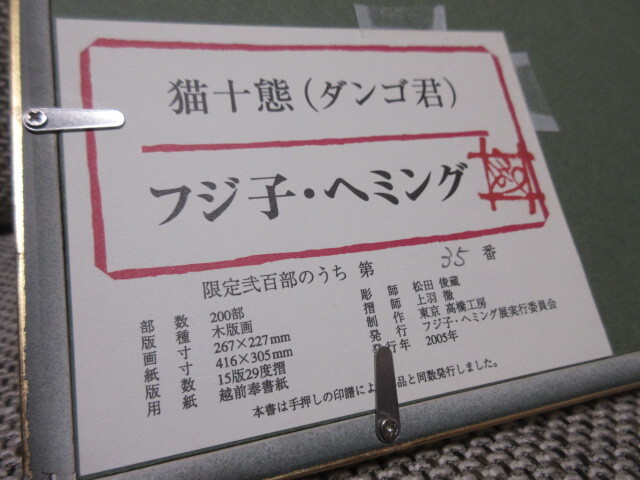 猫十態(ダンゴ君)
フジ子・ヘミング
限定弐百部のうち 第 35 番
部数 200部
版種 木版画
画寸 267×227mm
紙寸 416×305mm
版数 15版29度摺
用紙 越前奉書紙
彫師 松田 俊蔵
摺師 上羽 徹
制作 東京 高橋工房
発行 フジ子・ヘミング展実行委員会
発行年 2005年
本書は手押しの印譜によ 品と同数発行しました。